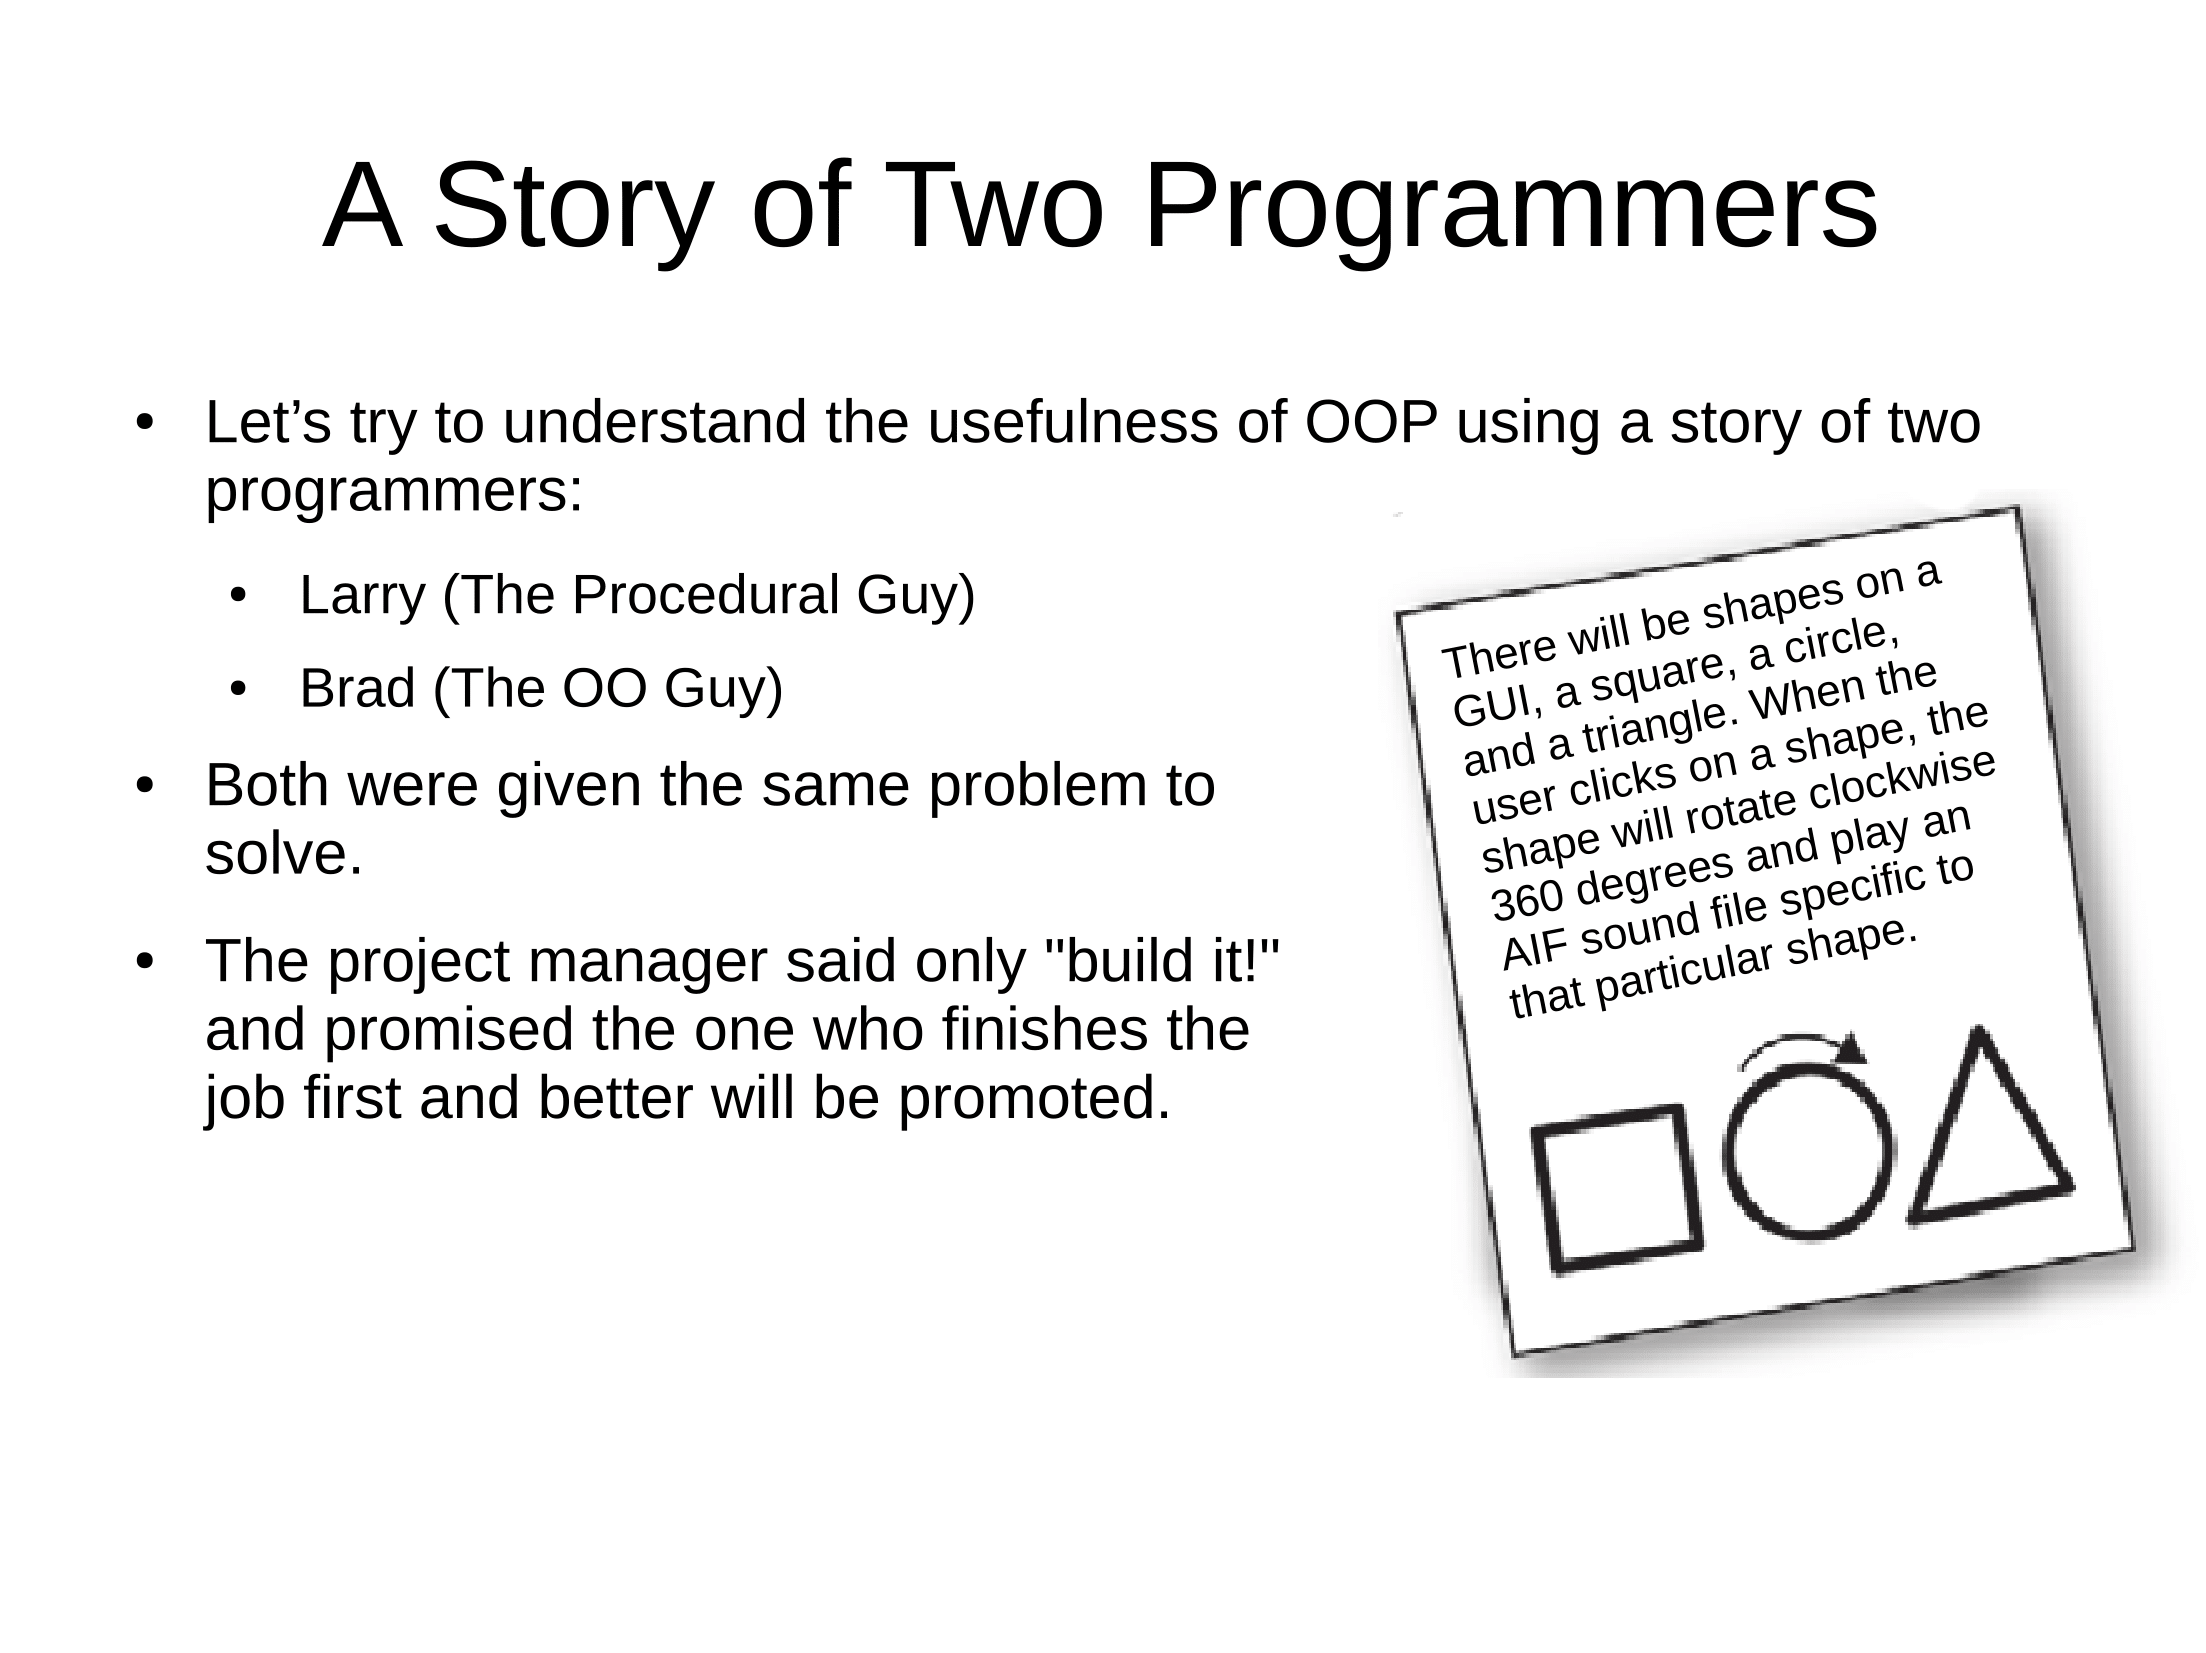 A Story of Two Programmers
• Let’s try to understand the usefulness of OOP using a story of two
programmers:
• Larry (The Procedural Guy)
• Brad (The OO Guy)
• Both were given the same problem to
solve.
• The project manager said only "build it!"
and promised the one who finishes the
job first and better will be promoted.
There will be shapes on a
GUI, a square, a circle,
and a triangle. When the
user clicks on a shape, the
shape will rotate clockwise
360 degrees and play an
AIF sound file specific to
that particular shape.